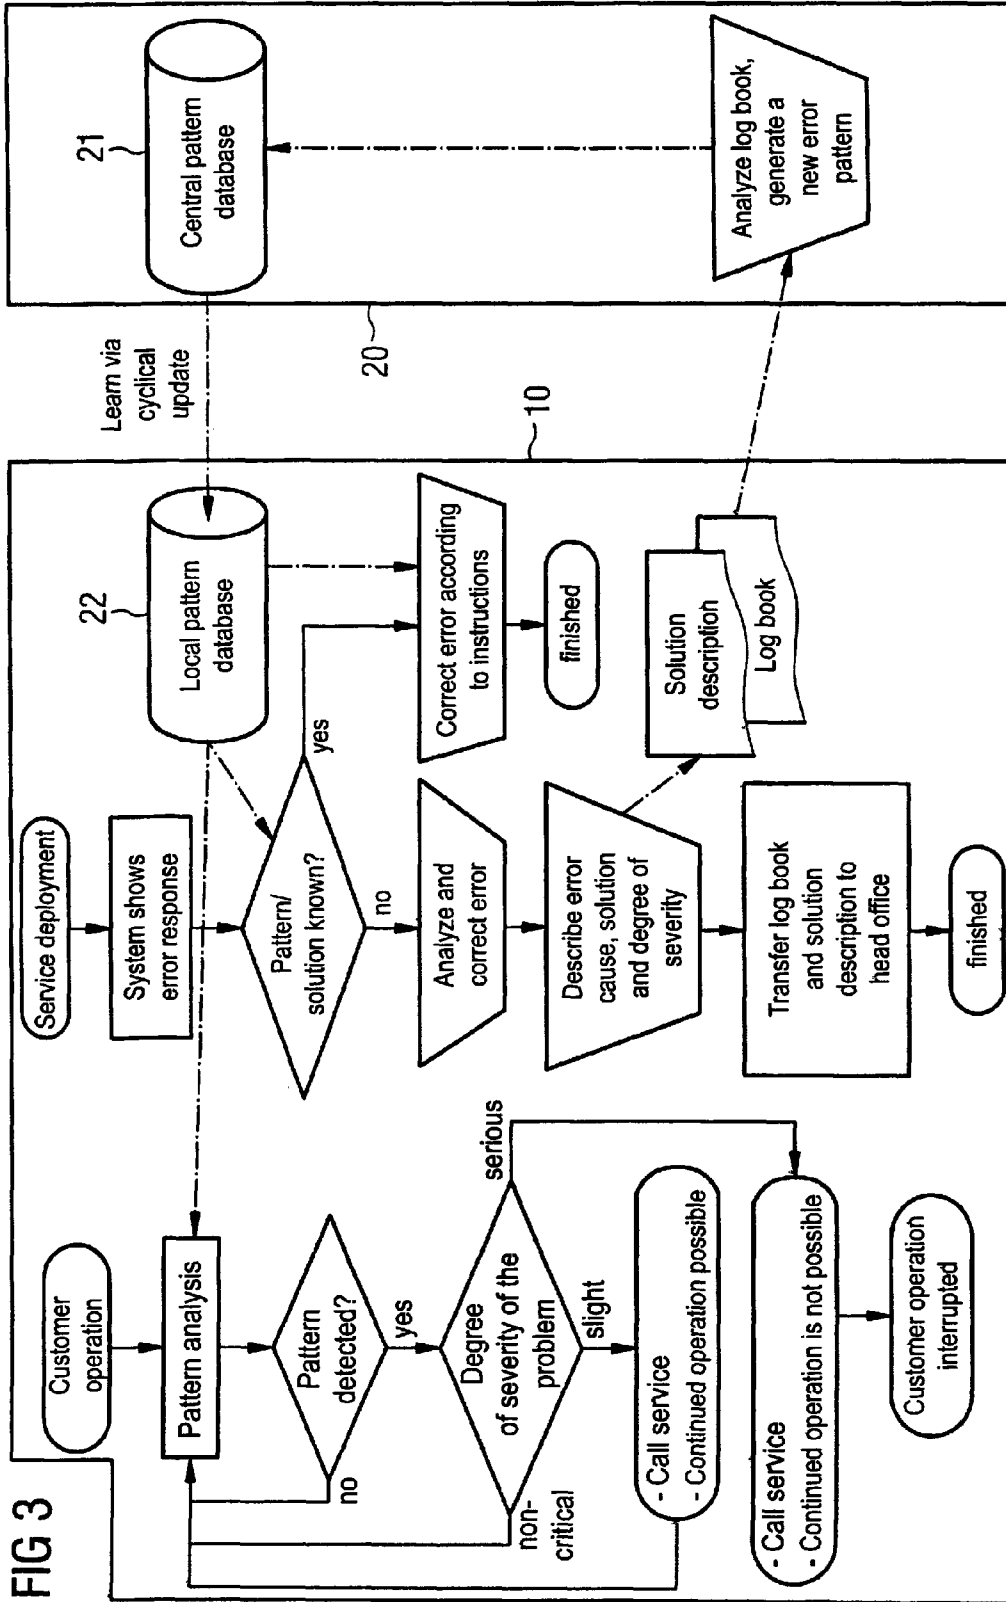 FIG 3
Customer
operation
Pattern analysis
Pattern
detected?
no
yes
Degree
of severity of the
problem
non-
critical
slight
serious
- Call service
- Continued operation possible
- Call service
- Continued operation is not possible
Customer operation
interrupted
Service deployment
System shows
error response
Pattern/
solution known?
yes
no
Analyze and
correct error
Describe error
cause, solution
and degree of
severity
Transfer log book
and solution
description to
head office
finished
22
Local pattern
database
Correct error according
to instructions
finished
Solution
description
Log book
10
Learn via
cyclical
update
20
21
Central pattern
database
Analyze log book,
generate a
new error
pattern